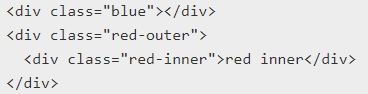 <div class="blue"></div>
<div class="red-outer">
  <div class="red-inner">red inner</div>
</div>